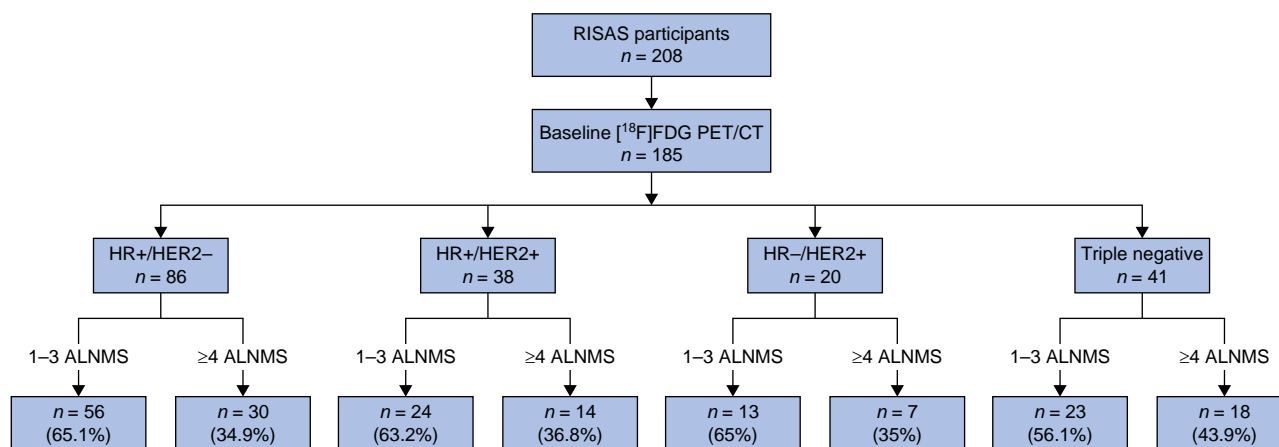 RISAS participants
n = 208
Baseline [¹⁸F]FDG PET/CT
n = 185
HR+/HER2–
n = 86
HR+/HER2+
n = 38
HR–/HER2+
n = 20
Triple negative
n = 41
1–3 ALNMS
≥4 ALNMS
1–3 ALNMS
≥4 ALNMS
1–3 ALNMS
≥4 ALNMS
1–3 ALNMS
≥4 ALNMS
n = 56
(65.1%)
n = 30
(34.9%)
n = 24
(63.2%)
n = 14
(36.8%)
n = 13
(65%)
n = 7
(35%)
n = 23
(56.1%)
n = 18
(43.9%)